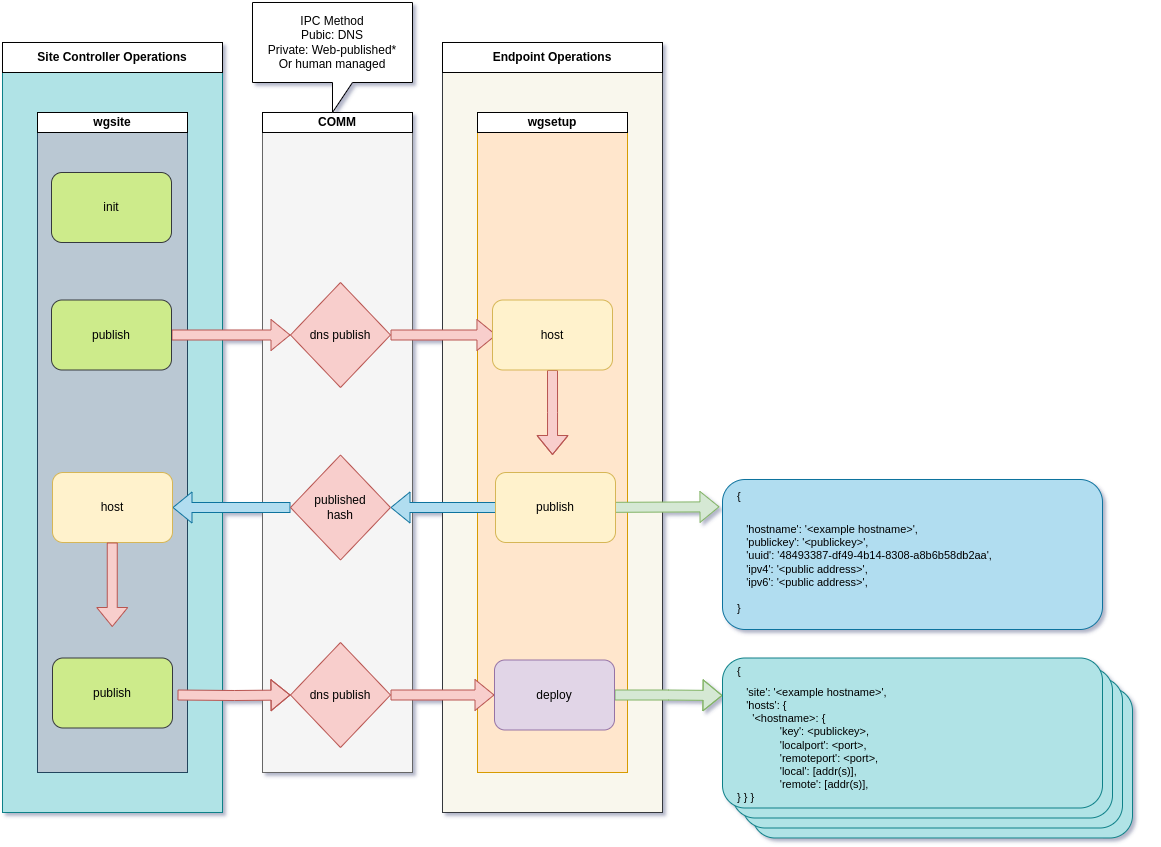 IPC Method
Pubic: DNS
Private: Web-published*
Or human managed
Site Controller Operations
Endpoint Operations
wgsite
COMM
wgsetup
init
publish
dns publish
host
host
published
hash
publish
{
'hostname': '<example hostname>',
'publickey': '<publickey>',
'uuid': '48493387-df49-4b14-8308-a8b6b58db2aa',
'ipv4': '<public address>',
'ipv6': '<public address>',
}
publish
dns publish
deploy
{
'site': '<example hostname>',
'hosts': {
'<hostname>: {
'key': <publickey>,
'localport': <port>,
'remoteport': <port>,
'local': [addr(s)],
'remote': [addr(s)],
} } }